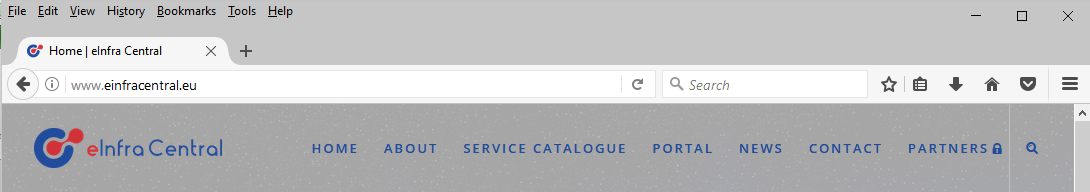 File Edit View History Bookmarks Tools Help
Home | eInfra Central
www.einfracentral.eu Search
eInfra Central HOME ABOUT SERVICE CATALOGUE PORTAL NEWS CONTACT PARTNERS